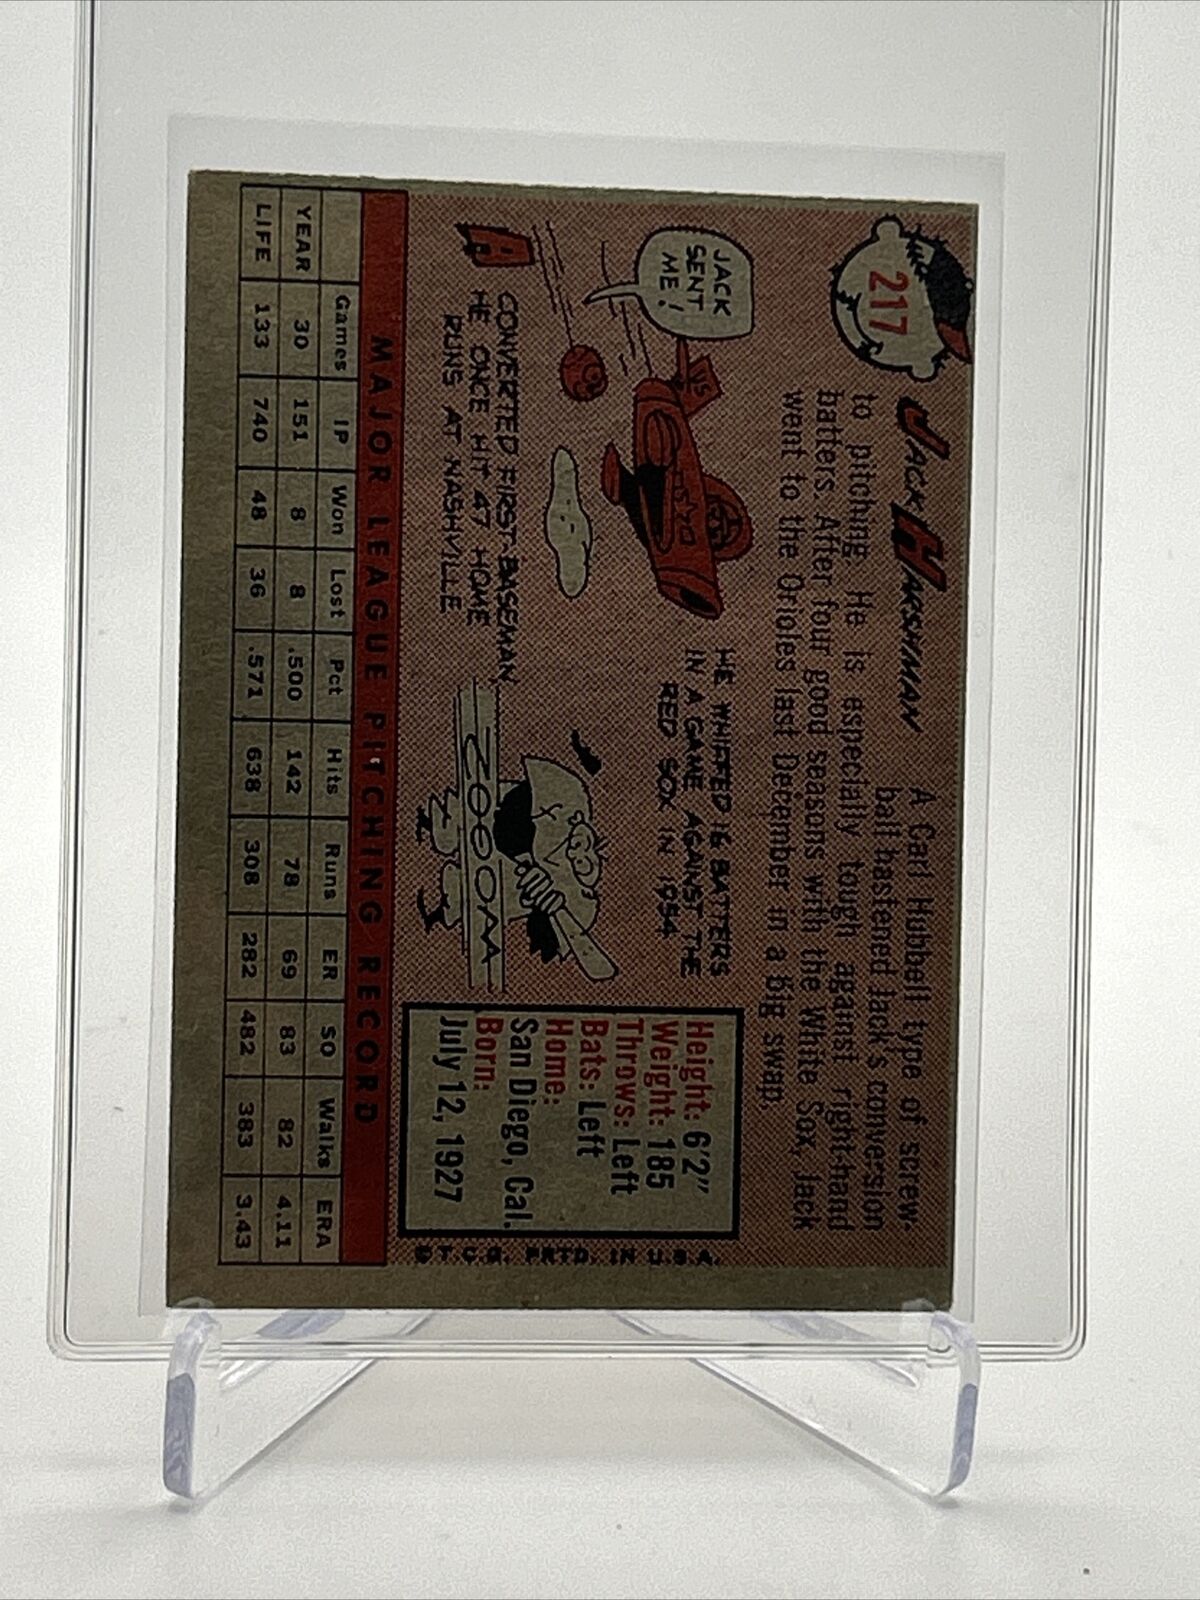 217
JACK HARSHMAN
A Carl Hubbell type of screw-
ball hastened Jack's conversion
to pitching. He is especially tough against right-hand
batters. After four good seasons with the White Sox, Jack
went to the Orioles last December in a big swap.
JACK
SENT
ME!
US
HE WHIFFED 16 BATTERS
IN A GAME AGAINST THE
RED SOX IN 1954
CONVERTED FIRST-BASEMAN,
HE ONCE HIT 47 HOME
RUNS AT NASHVILLE
Height: 6'2"
Weight: 185
Throws: Left
Bats: Left
Home:
San Diego, Cal.
Born:
July 12, 1927
MAJOR LEAGUE PITCHING RECORD
Games IP Won Lost Pct Hits Runs ER SO Walks ERA
YEAR 30 151 8 8 .500 142 78 69 83 82 4.11
LIFE 133 740 48 36 .571 638 308 282 482 383 3.43